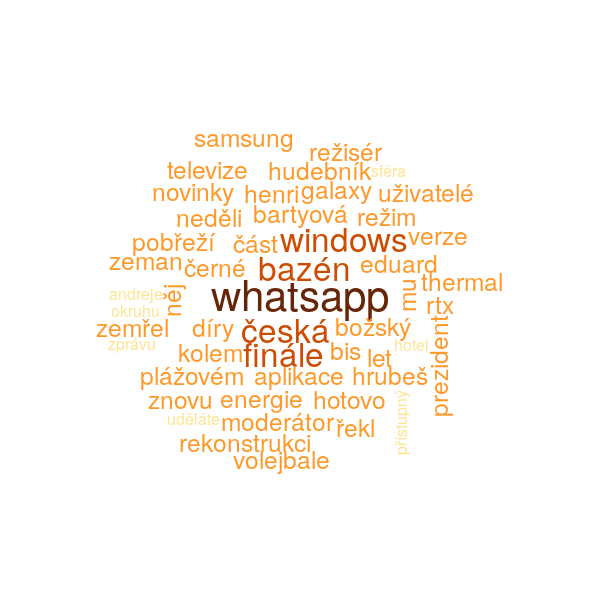 samsung
režisér
televize
hudebník
sféra
novinky
henri
galaxy
uživatelé
neděli
bartyová
režim
pobřeží
část
windows
verze
zeman
černé
bazén
eduard
thermal
andreje
něj
whatsapp
mu
rtx
okruhu
zemřel
díry
česká
božský
prezident
zprávu
kolem
finále
bis
let
hotel
plážovém
aplikace
hrubeš
znovu
energie
hotovo
přístupný
uděláte
moderátor
řekl
rekonstrukci
volejbale